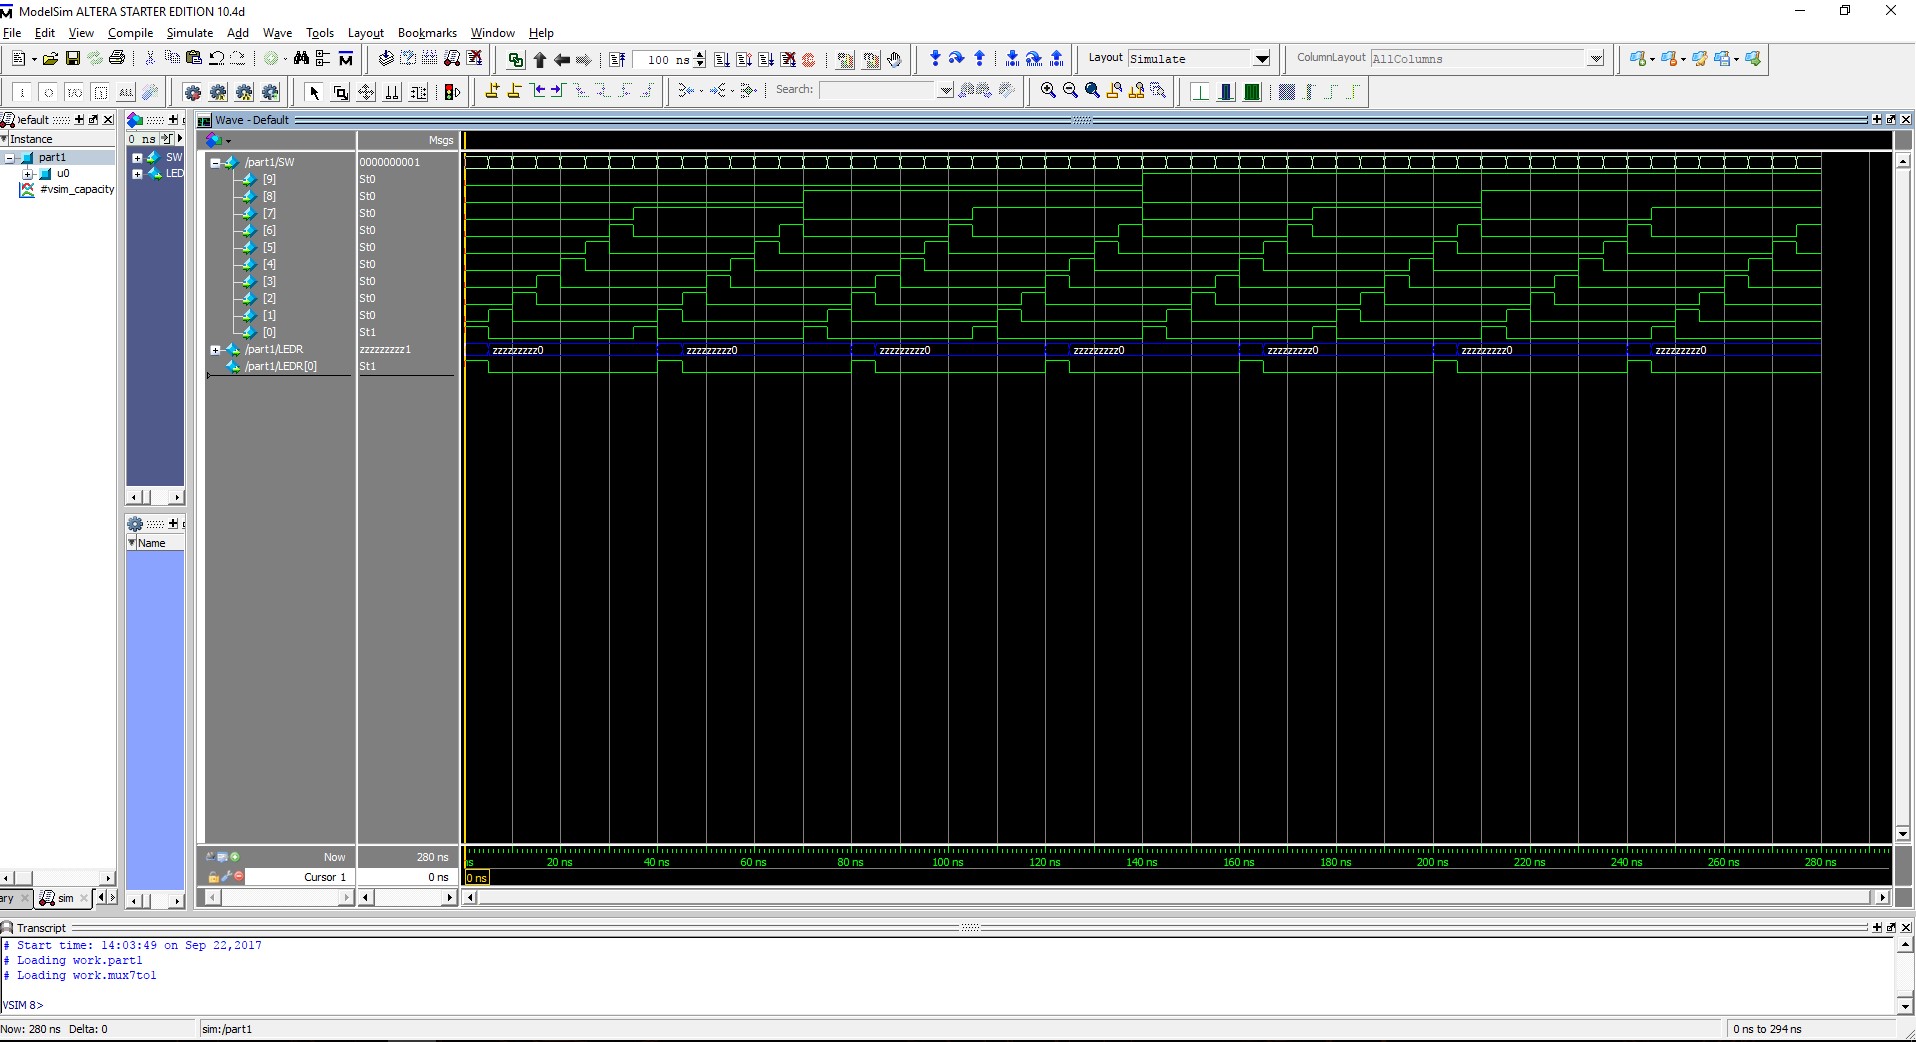 ModelSim ALTERA STARTER EDITION 10.4d
File Edit View Compile Simulate Add Wave Tools Layout Bookmarks Window Help
100 ns Layout Simulate ColumnLayout AllColumns
Search:
Default
Instance
part1
u0
#vsim_capacity
0 ns
SW
LED
Name
Wave - Default
Msgs
/part1/SW 0000000001
[9] St0
[8] St0
[7] St0
[6] St0
[5] St0
[4] St0
[3] St0
[2] St0
[1] St0
[0] St1
/part1/LEDR zzzzzzzzz1 zzzzzzzzz0 zzzzzzzzz0 zzzzzzzzz0 zzzzzzzzz0 zzzzzzzzz0 zzzzzzzzz0 zzzzzzzzz0
/part1/LEDR[0] St1
Now 280 ns ns 20 ns 40 ns 60 ns 80 ns 100 ns 120 ns 140 ns 160 ns 180 ns 200 ns 220 ns 240 ns 260 ns 280 ns
Cursor 1 0 ns 0 ns
ary sim
Transcript
# Start time: 14:03:49 on Sep 22,2017
# Loading work.part1
# Loading work.mux7to1
VSIM 8>
Now: 280 ns Delta: 0 sim:/part1 0 ns to 294 ns